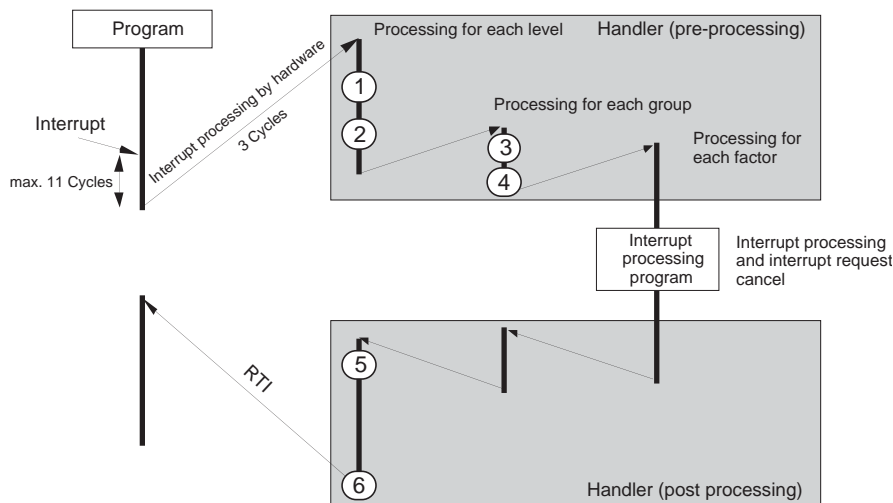 Program
Processing for each level
Handler (pre-processing)
Interrupt processing by hardware
3 Cycles
1
Processing for each group
Interrupt
2
3
Processing for
each factor
max. 11 Cycles
4
Interrupt
processing
program
Interrupt processing
and interrupt request
cancel
RTI
5
6
Handler (post processing)